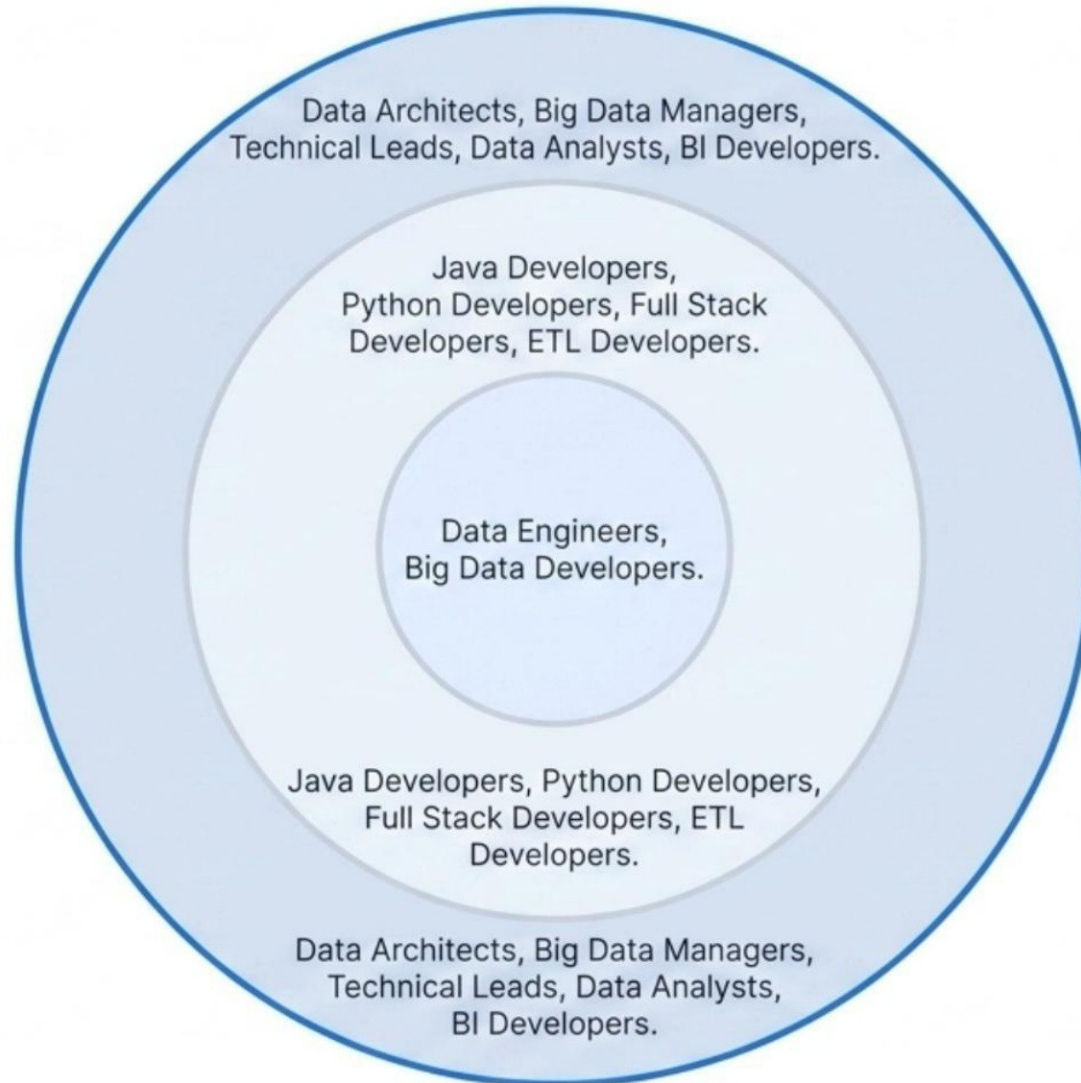 Data Architects, Big Data Managers,
Technical Leads, Data Analysts, BI Developers.
Java Developers,
Python Developers, Full Stack
Developers, ETL Developers.
Data Engineers,
Big Data Developers.
Java Developers, Python Developers,
Full Stack Developers, ETL
Developers.
Data Architects, Big Data Managers,
Technical Leads, Data Analysts,
BI Developers.